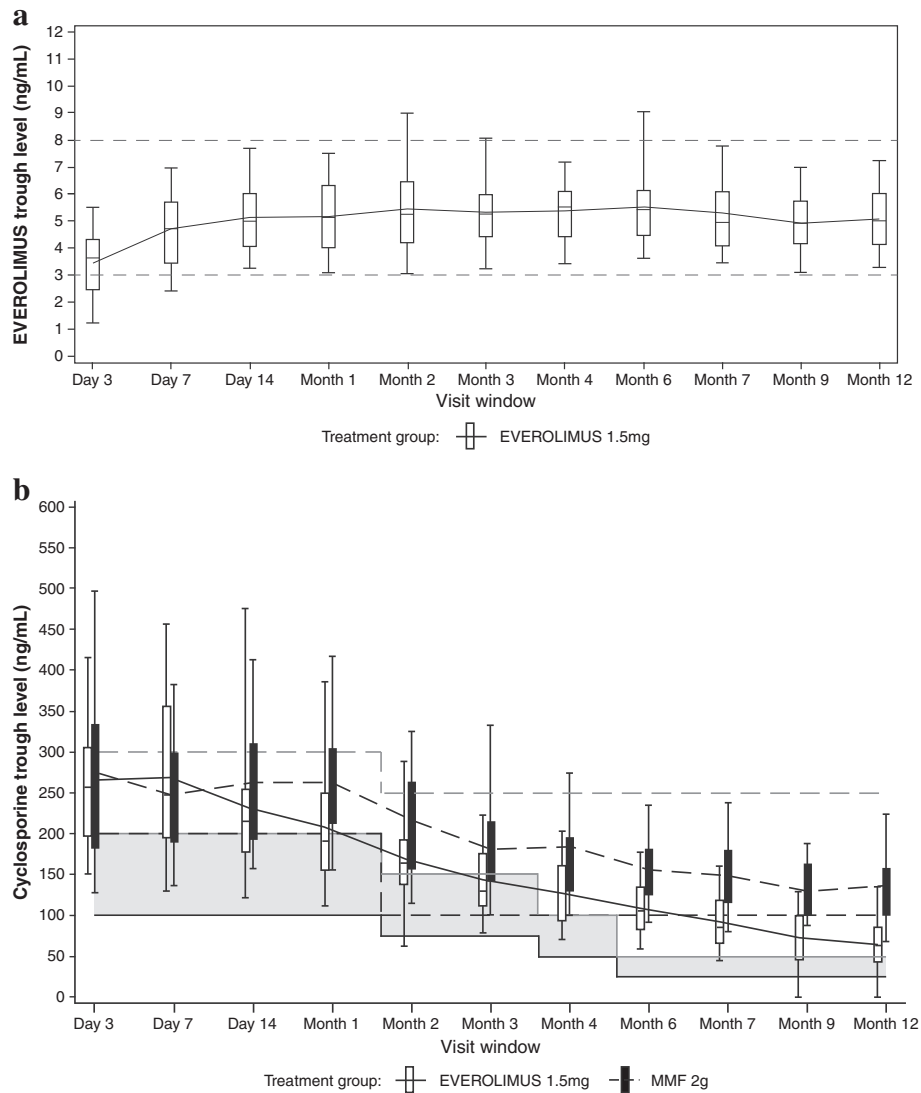 a
EVEROLIMUS trough level (ng/mL)
12
11
10
9
8
7
6
5
4
3
2
1
0
Day 3 Day 7 Day 14 Month 1 Month 2 Month 3 Month 4 Month 6 Month 7 Month 9 Month 12
Visit window
Treatment group: EVEROLIMUS 1.5mg
b
Cyclosporine trough level (ng/mL)
600
550
500
450
400
350
300
250
200
150
100
50
0
Day 3 Day 7 Day 14 Month 1 Month 2 Month 3 Month 4 Month 6 Month 7 Month 9 Month 12
Visit window
Treatment group: EVEROLIMUS 1.5mg MMF 2g